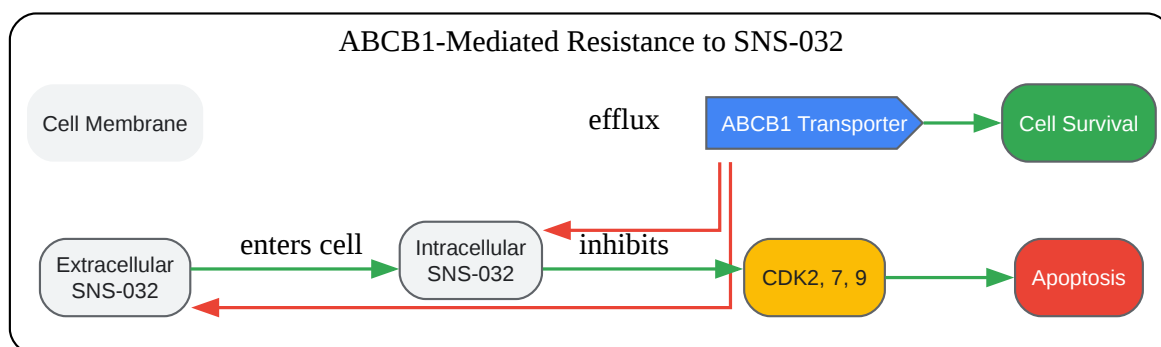 ABCB1-Mediated Resistance to SNS-032
Cell Membrane
efflux
ABCB1 Transporter
Cell Survival
Extracellular
SNS-032
enters cell
Intracellular
SNS-032
inhibits
CDK2, 7, 9
Apoptosis